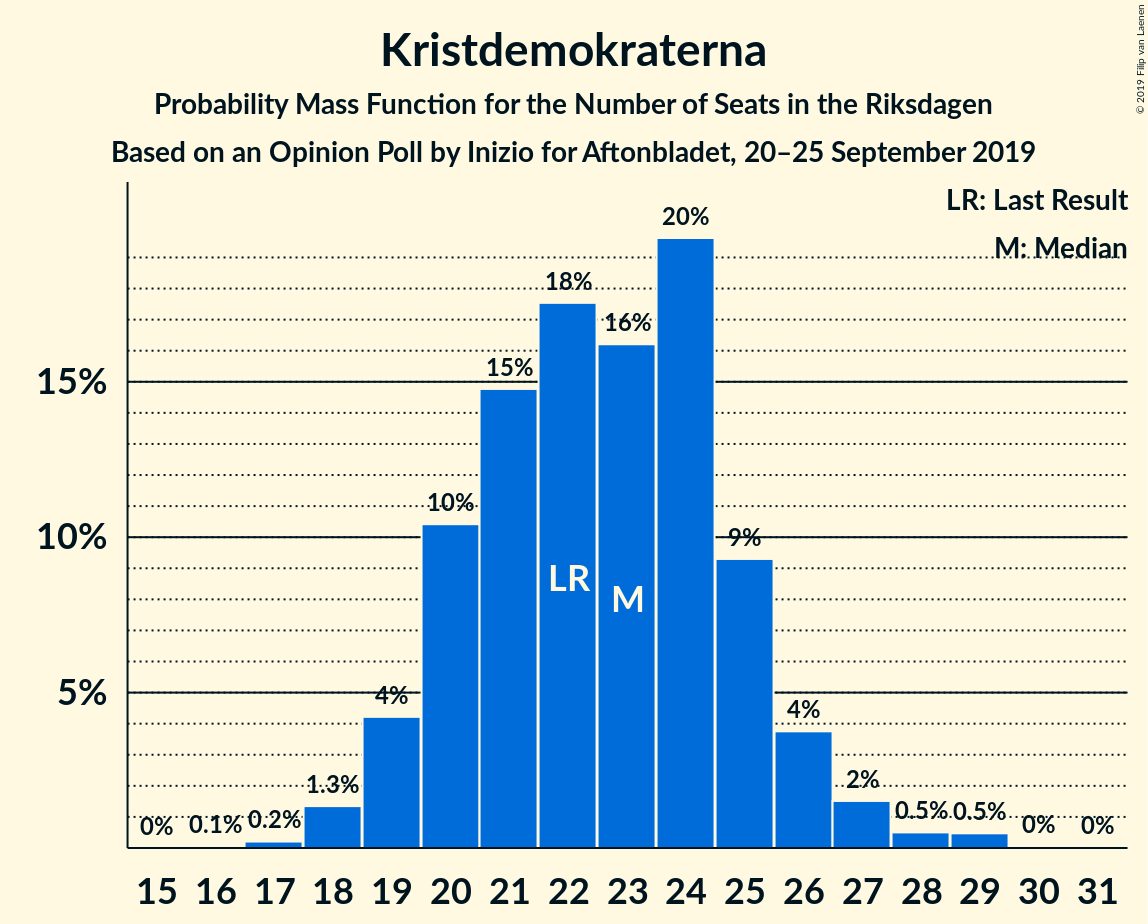 Kristdemokraterna
Probability Mass Function for the Number of Seats in the Riksdagen
Based on an Opinion Poll by Inizio for Aftonbladet, 20–25 September 2019
© 2019 Filip van Laenen
LR: Last Result
M: Median
15%
10%
5%
0% 0.1% 0.2% 1.3% 4% 10% 15% 18% 16% 20% 9% 4% 2% 0.5% 0.5% 0% 0%
LR M
15 16 17 18 19 20 21 22 23 24 25 26 27 28 29 30 31